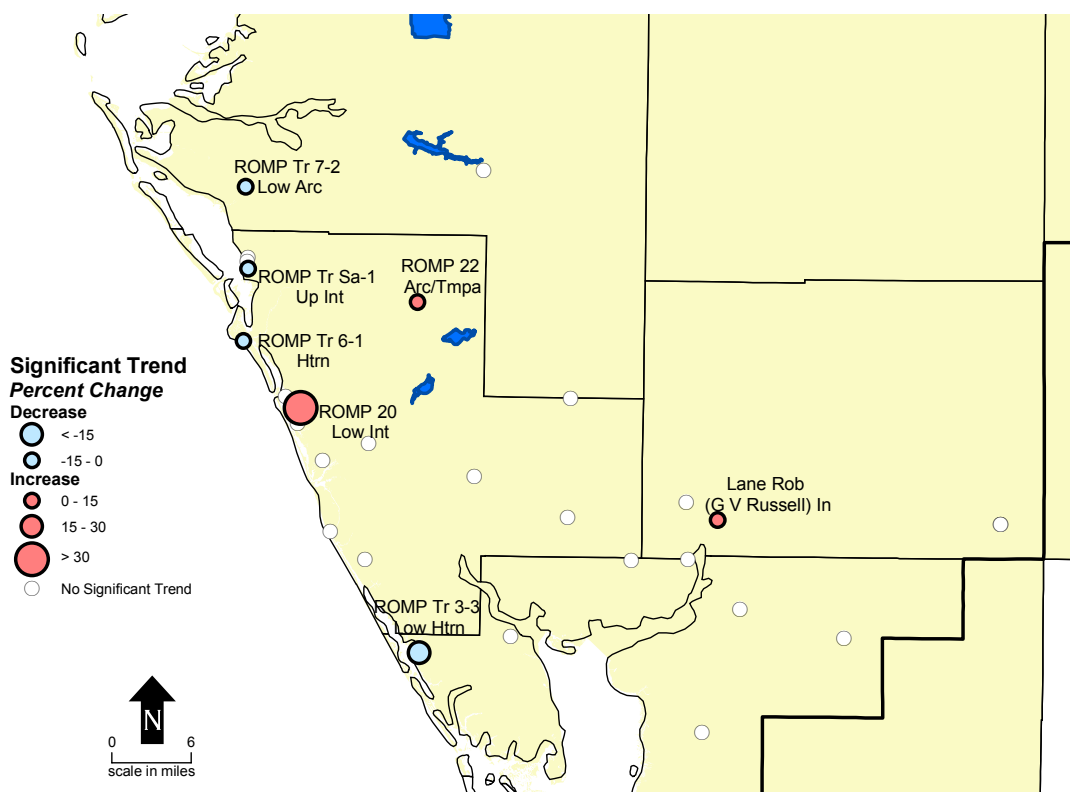 ROMP Tr 7-2
Low Arc
ROMP Tr Sa-1
Up Int
ROMP 22
Arc/Tmpa
ROMP Tr 6-1
Htrn
ROMP 20
Low Int
Lane Rob
(G V Russell) In
ROMP Tr 3-3
Low Htrn
Significant Trend
Percent Change
Decrease
< -15
-15 - 0
Increase
0 - 15
15 - 30
> 30
No Significant Trend
N
0 6
scale in miles